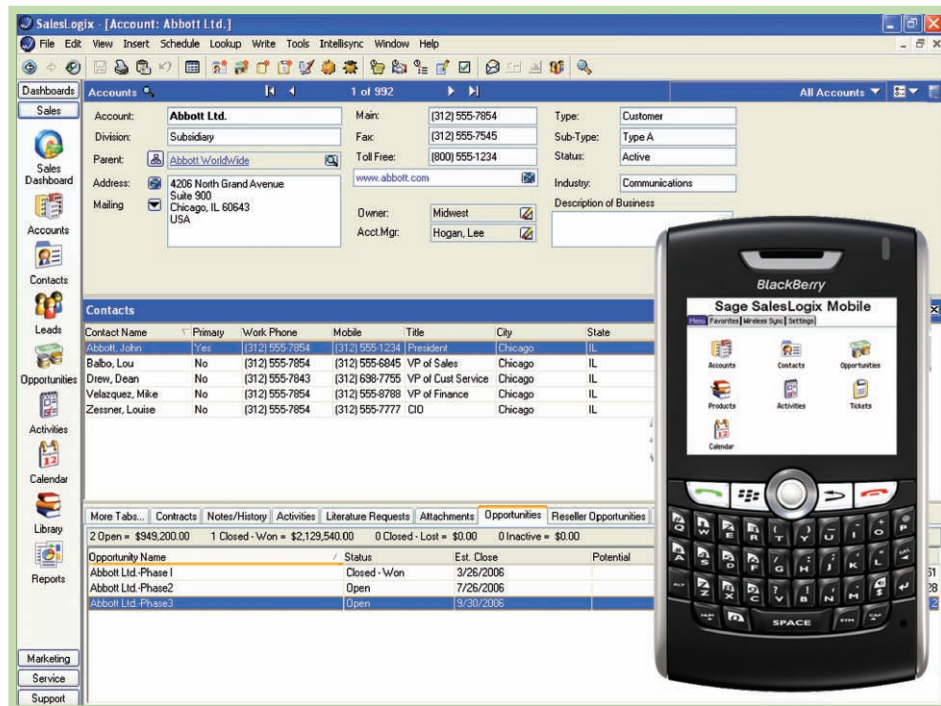 SalesLogix - [Account: Abbott Ltd.]
File Edit View Insert Schedule Lookup Write Tools Intellisync Window Help
Dashboards
Sales
Sales Dashboard
Accounts
Contacts
Leads
Opportunities
Activities
Calendar
Library
Reports
Marketing
Service
Support
Accounts 1 of 992 All Accounts
Account: Abbott Ltd. Main: (312) 555-7854 Type: Customer
Division: Subsidiary Fax: (312) 555-7545 Sub-Type: Type A
Parent: Abbott WorldWide Toll Free: (800) 555-1234 Status: Active
Address: 4206 North Grand Avenue www.abbott.com Industry: Communications
Mailing Suite 900
Chicago, IL 60643
USA
Description of Business
Owner: Midwest
Acct.Mgr: Hogan, Lee
Contacts
Contact Name Primary Work Phone Mobile Title City State
Abbott, John Yes (312) 555-7854 (312) 555-1234 President Chicago IL
Balbo, Lou No (312) 555-7854 (312) 555-6845 VP of Sales Chicago IL
Drew, Dean No (312) 555-7843 (312) 698-7755 VP of Cust Service Chicago IL
Velazquez, Mike No (312) 555-7854 (312) 555-8788 VP of Finance Chicago IL
Zessner, Louise No (312) 555-7854 (312) 555-7777 CIO Chicago IL
More Tabs... Contracts Notes/History Activities Literature Requests Attachments Opportunities Reseller Opportunities
2 Open = $949,200.00 1 Closed - Won = $2,129,540.00 0 Closed - Lost = $0.00 0 Inactive = $0.00
Opportunity Name Status Est. Close Potential
Abbott Ltd.-Phase I Closed - Won 3/26/2006
Abbott Ltd.-Phase2 Open 7/26/2006
Abbott Ltd.-Phase3 Open 9/30/2006
BlackBerry
Sage SalesLogix Mobile
Menu Favorites Wireless Sync Settings
Accounts Contacts Opportunities
Products Activities Tickets
Calendar
Q W E R T Y U I O P
A S D F G H J K L DEL
ALT Z X C V B N M $
SPACE SYM